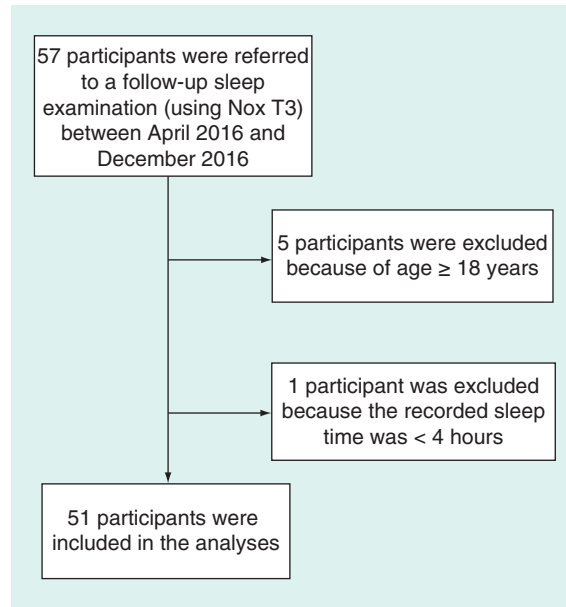 57 participants were referred
to a follow-up sleep
examination (using Nox T3)
between April 2016 and
December 2016
5 participants were excluded
because of age ≥ 18 years
1 participant was excluded
because the recorded sleep
time was < 4 hours
51 participants were
included in the analyses